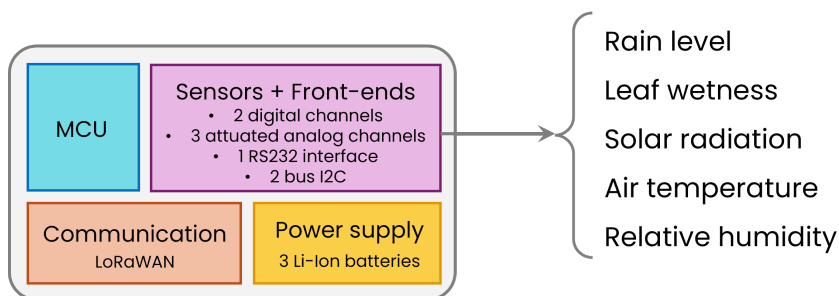 MCU
Sensors + Front-ends
• 2 digital channels
• 3 attuated analog channels
• 1 RS232 interface
• 2 bus I2C
Communication
LoRaWAN
Power supply
3 Li-Ion batteries
Rain level
Leaf wetness
Solar radiation
Air temperature
Relative humidity